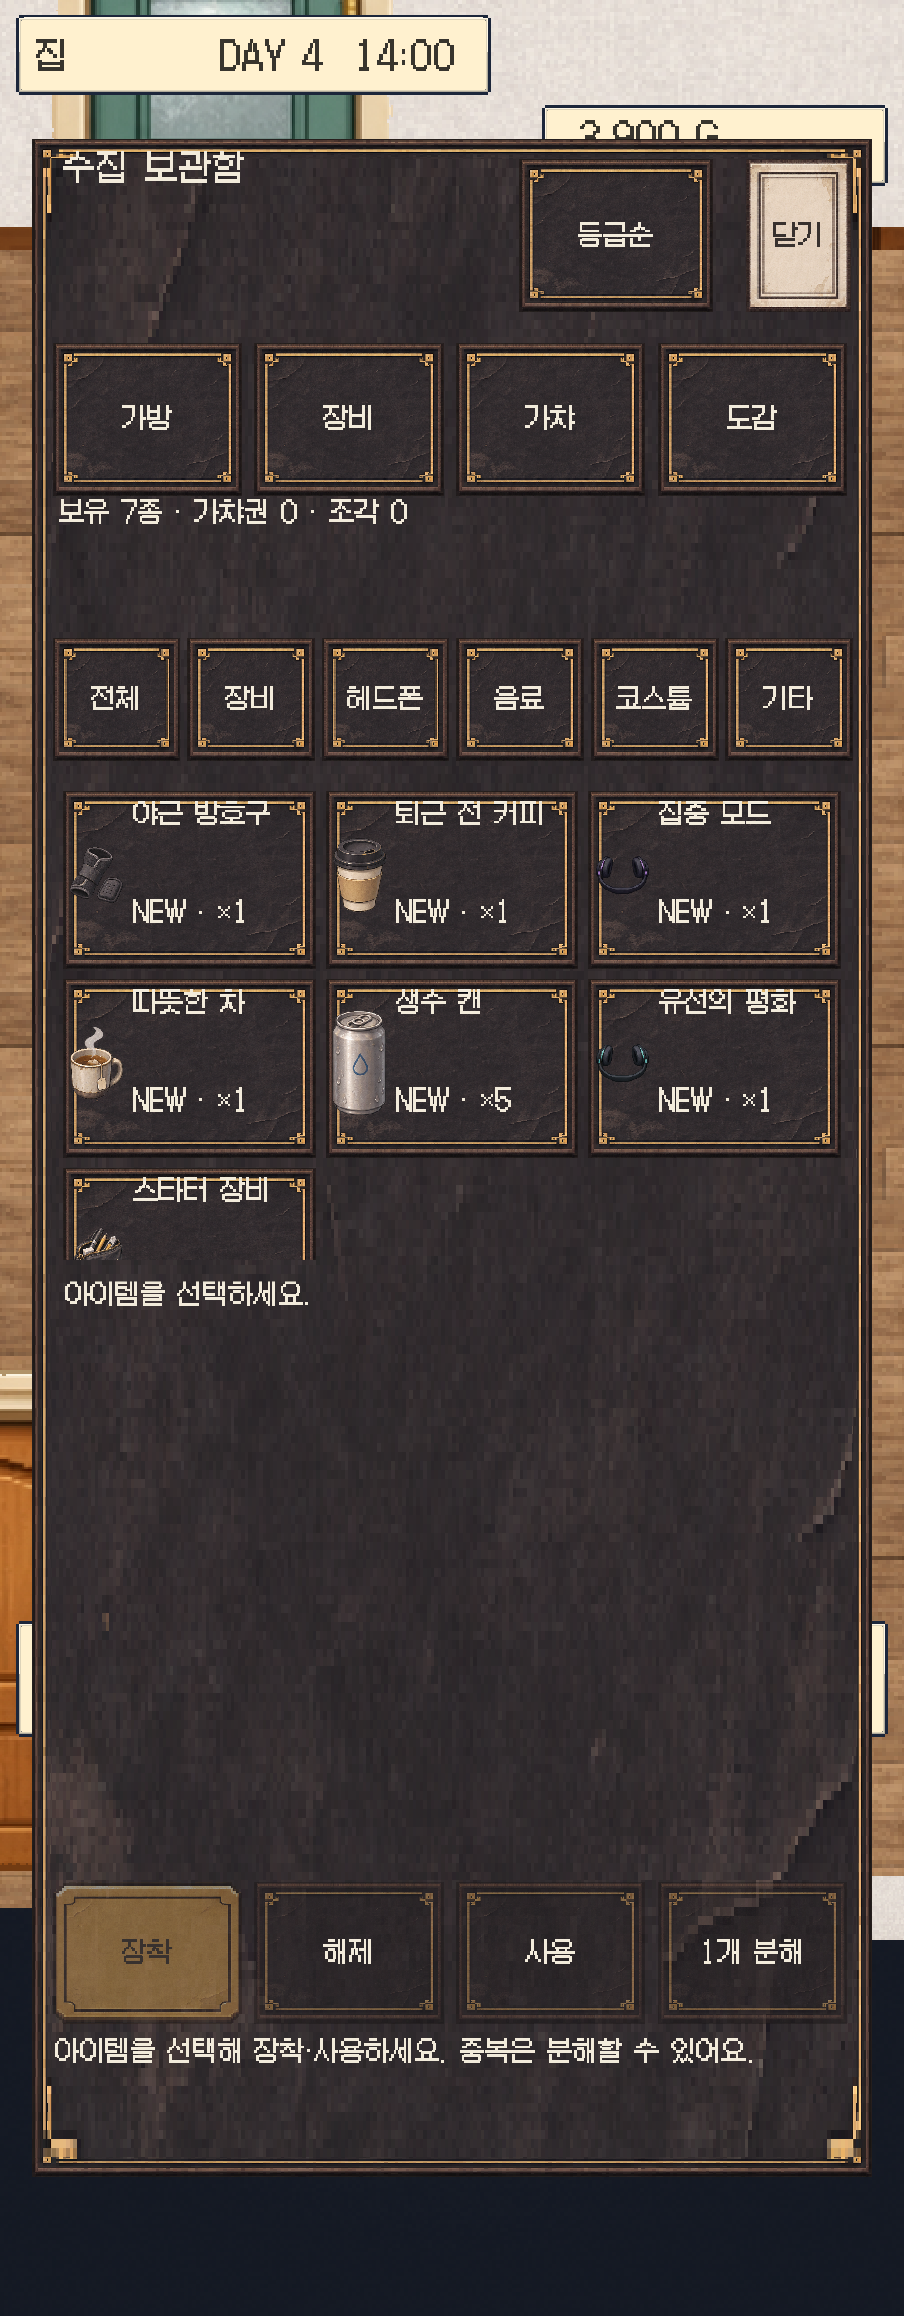 집 DAY 4 14:00
3,900 G
수집 보관함
등급순
닫기
가방 장비 가챠 도감
보유 7종 · 가챠권 0 · 조각 0
전체 장비 헤드폰 음료 코스튬 기타
야근 방호구 퇴근 전 커피 집중 모드
NEW · ×1 NEW · ×1 NEW · ×1
따뜻한 차 생수 캔 유선의 평화
NEW · ×1 NEW · ×5 NEW · ×1
스타터 장비
아이템을 선택하세요.
장착 해제 사용 1개 분해
아이템을 선택해 장착·사용하세요. 중복은 분해할 수 있어요.